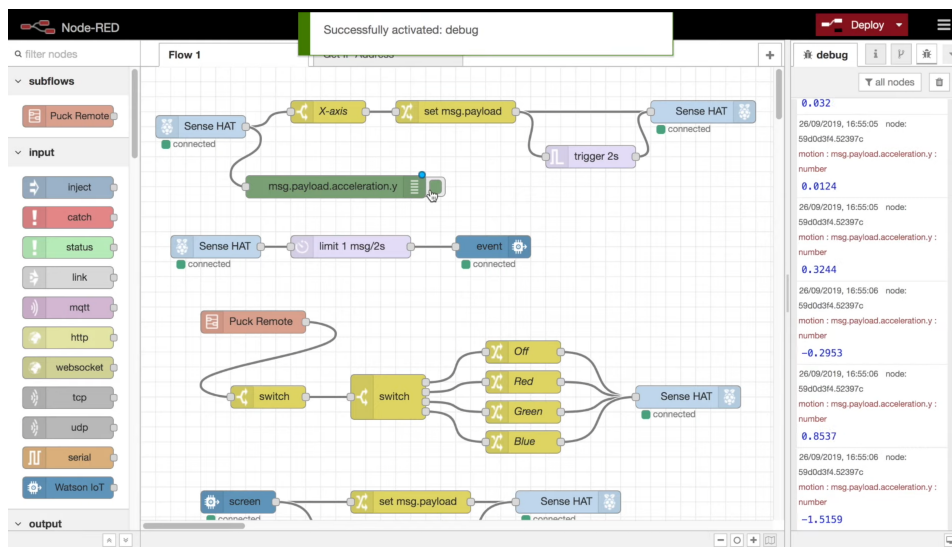 Node-RED
Successfully activated: debug
Deploy
filter nodes
Flow 1
debug
i
all nodes
subflows
Puck Remote
input
inject
catch
status
link
mqtt
http
websocket
tcp
udp
serial
Watson IoT
output
Sense HAT
connected
X-axis
set msg.payload
Sense HAT
connected
trigger 2s
msg.payload.acceleration.y
Sense HAT
connected
limit 1 msg/2s
event
connected
Puck Remote
switch
switch
Off
Red
Green
Blue
Sense HAT
connected
screen
connected
set msg.payload
Sense HAT
connected
0.032
26/09/2019, 16:55:05 node:
59d0d3f4.52397c
motion : msg.payload.acceleration.y :
number
0.0124
26/09/2019, 16:55:05 node:
59d0d3f4.52397c
motion : msg.payload.acceleration.y :
number
0.3244
26/09/2019, 16:55:06 node:
59d0d3f4.52397c
motion : msg.payload.acceleration.y :
number
-0.2953
26/09/2019, 16:55:06 node:
59d0d3f4.52397c
motion : msg.payload.acceleration.y :
number
0.8537
26/09/2019, 16:55:06 node:
59d0d3f4.52397c
motion : msg.payload.acceleration.y :
number
-1.5159